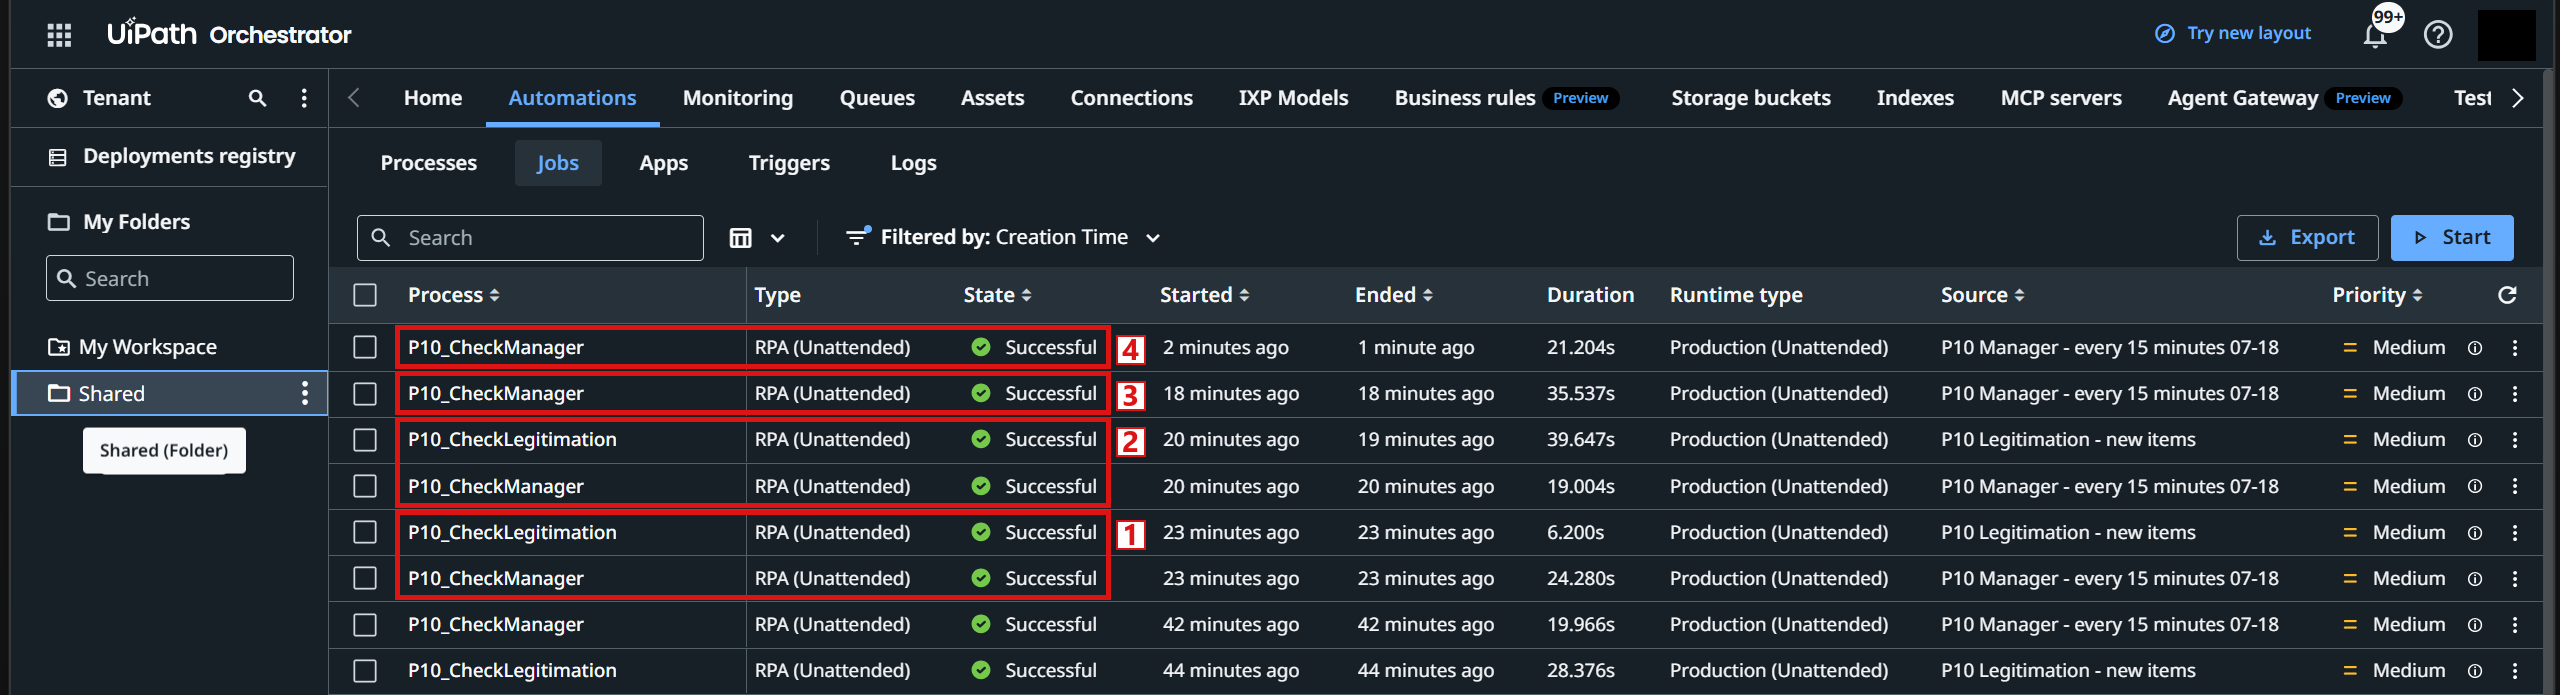 UiPath Orchestrator
Try new layout
99+
Tenant
Home Automations Monitoring Queues Assets Connections IXP Models Business rules Preview Storage buckets Indexes MCP servers Agent Gateway Preview Test
Deployments registry
Processes Jobs Apps Triggers Logs
My Folders
Search
My Workspace
Shared
Shared (Folder)
Search
Filtered by: Creation Time
Export
Start
Process Type State Started Ended Duration Runtime type Source Priority
P10_CheckManager RPA (Unattended) Successful 4 2 minutes ago 1 minute ago 21.204s Production (Unattended) P10 Manager - every 15 minutes 07-18 Medium
P10_CheckManager RPA (Unattended) Successful 3 18 minutes ago 18 minutes ago 35.537s Production (Unattended) P10 Manager - every 15 minutes 07-18 Medium
P10_CheckLegitimation RPA (Unattended) Successful 2 20 minutes ago 19 minutes ago 39.647s Production (Unattended) P10 Legitimation - new items Medium
P10_CheckManager RPA (Unattended) Successful 20 minutes ago 20 minutes ago 19.004s Production (Unattended) P10 Manager - every 15 minutes 07-18 Medium
P10_CheckLegitimation RPA (Unattended) Successful 1 23 minutes ago 23 minutes ago 6.200s Production (Unattended) P10 Legitimation - new items Medium
P10_CheckManager RPA (Unattended) Successful 23 minutes ago 23 minutes ago 24.280s Production (Unattended) P10 Manager - every 15 minutes 07-18 Medium
P10_CheckManager RPA (Unattended) Successful 42 minutes ago 42 minutes ago 19.966s Production (Unattended) P10 Manager - every 15 minutes 07-18 Medium
P10_CheckLegitimation RPA (Unattended) Successful 44 minutes ago 44 minutes ago 28.376s Production (Unattended) P10 Legitimation - new items Medium